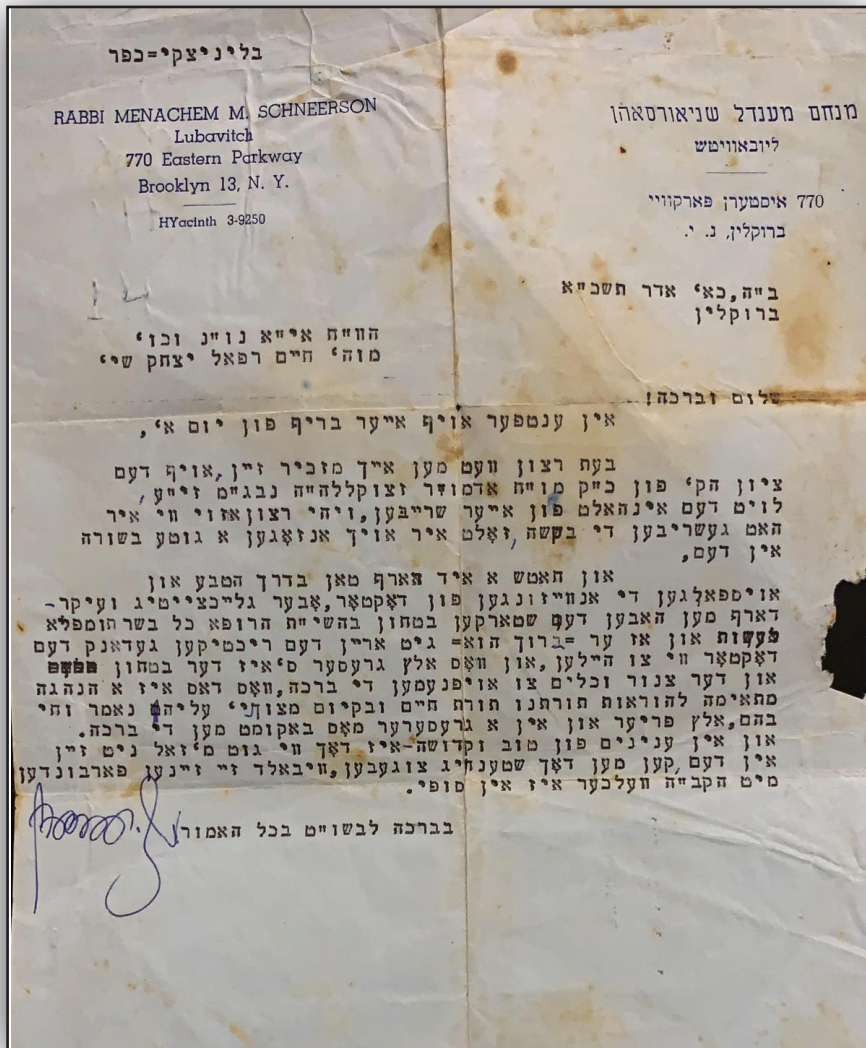 בליניצקי=כפר
RABBI MENACHEM M. SCHNEERSON
Lubavitch
770 Eastern Parkway
Brooklyn 13, N. Y.
HYacinth 3-9250
מנחם מענדל שניאורסאהן
ליובאוויטש
770 איסטערן פארקוויי
ברוקלין, נ. י.
ב"ה, כא' אדר תשכ"א
ברוקלין
הוו"ח אי"א נו"נ וכו'
מוה' חיים רפאל יצחק שי'
שלום וברכה!
אין ענטפער אויף אייער בריף פון יום א',
בעת רצון וועט מען אייך מזכיר זיין, אויף דעם
ציון הק' פון כ"ק מו"ח אדמו"ר זצוקללה"ה נבג"מ זי"ע,
לויט דעם אינהאלט פון אייער שרייבען, ויהי רצון אזוי ווי איר
האט געשריבען די בקשה, זאלט איר אויך אנזאגען א גוטע בשורה
אין דעם,
און חאטש א איד דארף טאן בדרך הטבע און
אויספאלגען די אנווייזונגען פון דאקטאר, אבער גלייכצייטיג ועיקר-
דארף מען האבען דעם שטארקען בטחון בהשי"ת הרופא כל בשר ומפלא
לעשות און אז ער =ברוך הוא= גיט אריין דעם ריכטיקען געדאנק דעם
דאקטאר ווי צו היילען, און וואס אלץ גרעסער ס'איז דער בטחון
און דער צנור וכלים צו אויפנעמען די ברכה, וואס דאס איז א הנהגה
מתאימה להוראות תורתנו תורת חיים ובקיום מצותי' עליהם נאמר וחי
בהם, אלץ פריער און אין א גרעסערער מאס באקומט מען די ברכה.
און אין ענינים פון טוב וקדושה-איז דאך ווי גוט מ'זאל ניט זיין
אין דעם, קען מען דאך שטענהיג צוגעבען, וויבאלד זיי זיינען פארבונדען
מיט הקב"ה וועלכער איז אין סופי.
בברכה לבשו"ט בכל האמור